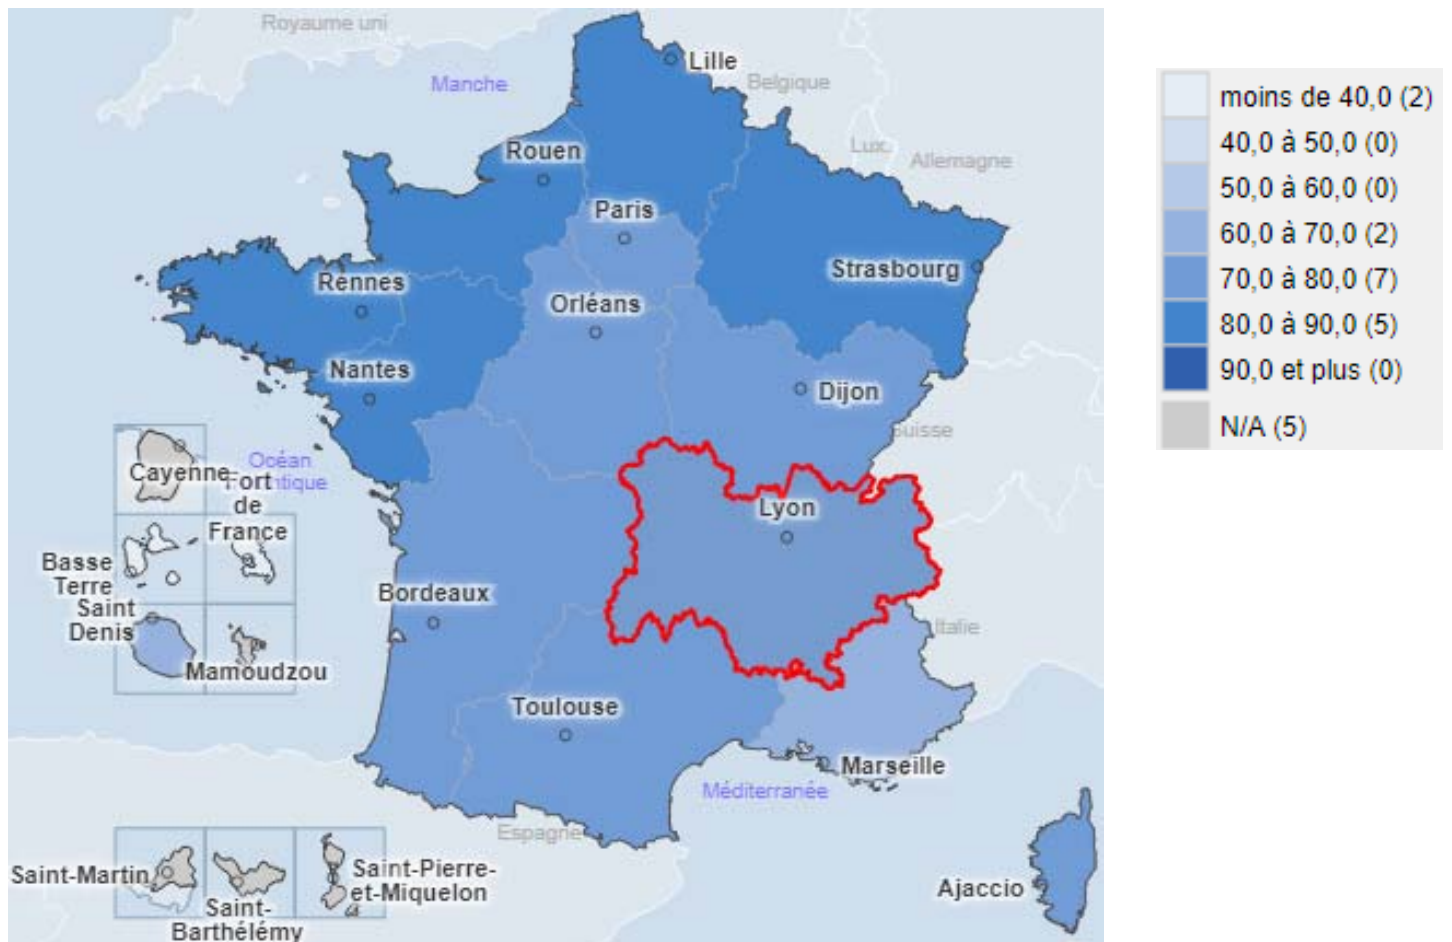 Royaume uni
Lille
Manche
Belgique
Rouen
Lux.
Allemagne
Paris
Strasbourg
Rennes
Orléans
Nantes
Dijon
Suisse
Océan
Cayenne
Fort
de
France
Lyon
Basse
Terre
Saint
Denis
Bordeaux
Italie
Mamoudzou
Toulouse
Marseille
Méditerranée
Espagne
Saint-Martin
Saint-
Barthélémy
Saint-Pierre-
et-Miquelon
Ajaccio
moins de 40,0 (2)
40,0 à 50,0 (0)
50,0 à 60,0 (0)
60,0 à 70,0 (2)
70,0 à 80,0 (7)
80,0 à 90,0 (5)
90,0 et plus (0)
N/A (5)